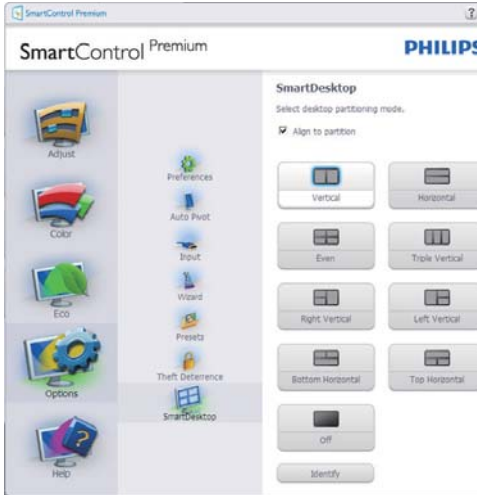 SmartControl Premium
?
SmartControl Premium
PHILIPS
Adjust
Color
Eco
Options
Help
Preferences
Auto Pivot
Input
Wizard
Presets
Theft Deterrence
SmartDesktop
SmartDesktop
Select desktop partitioning mode.
Align to partition
Vertical
Horizontal
Even
Triple Vertical
Right Vertical
Left Vertical
Bottom Horizontal
Top Horizontal
Off
Identify